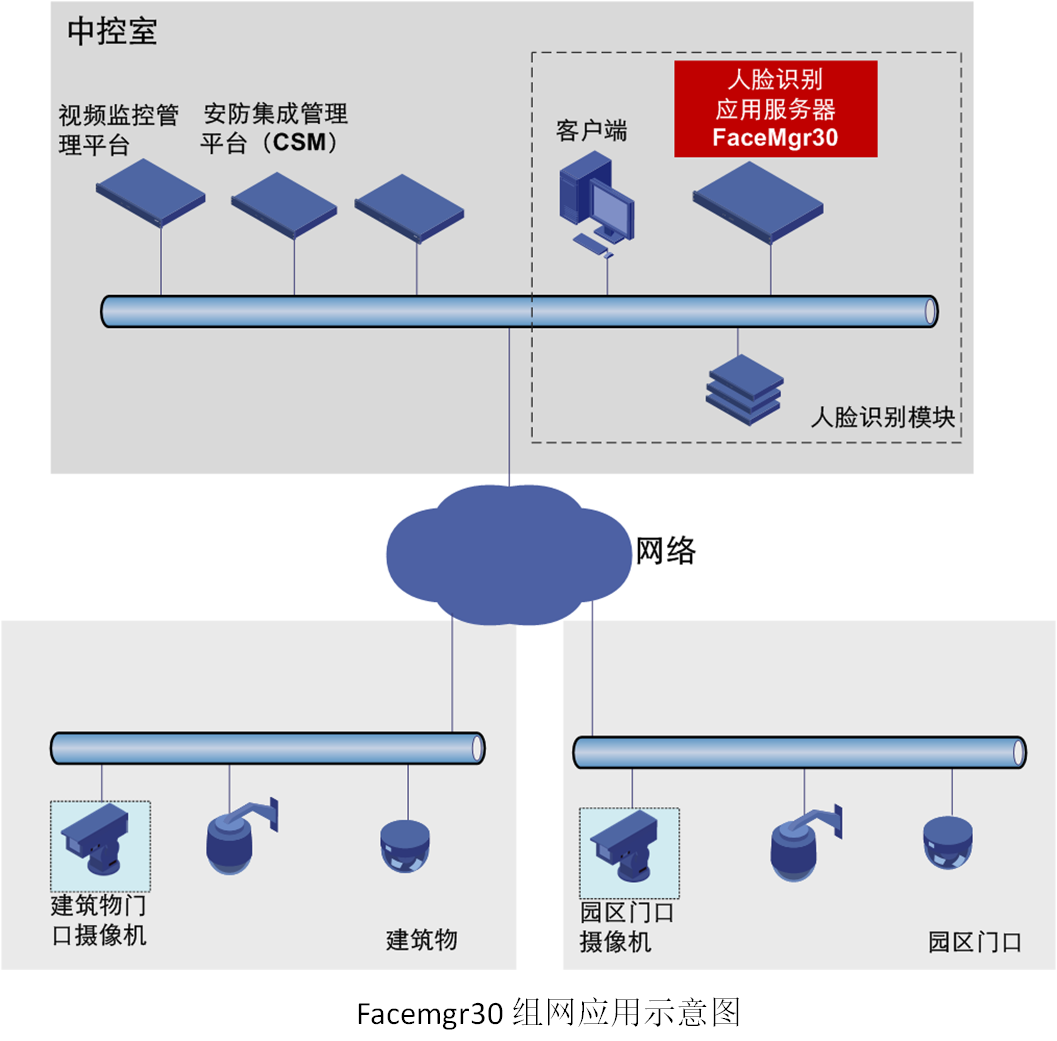 中控室
视频监控管
理平台
安防集成管理
平台（CSM）
客户端
人脸识别
应用服务器
FaceMgr30
人脸识别模块
网络
建筑物门
口摄像机
建筑物
园区门口
摄像机
园区门口
Facemgr30 组网应用示意图